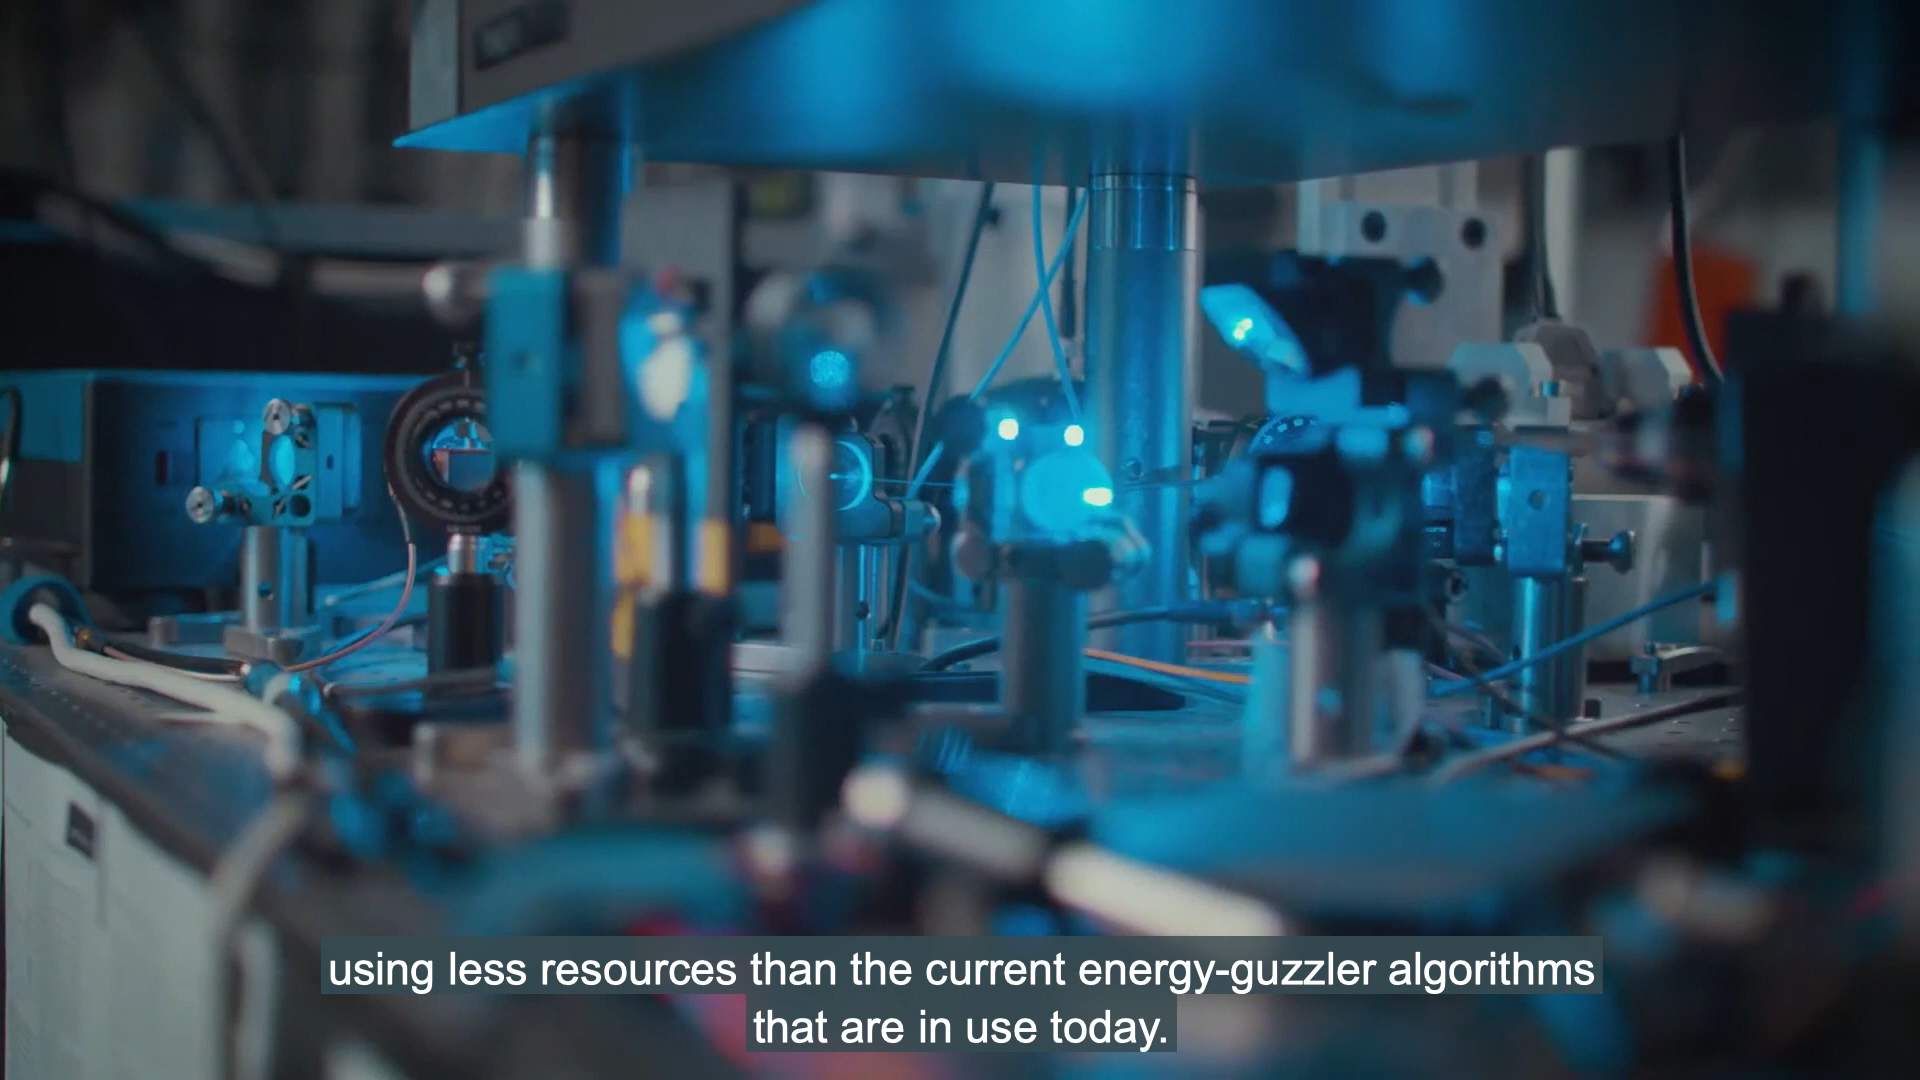 using less resources than the current energy-guzzler algorithms
that are in use today.